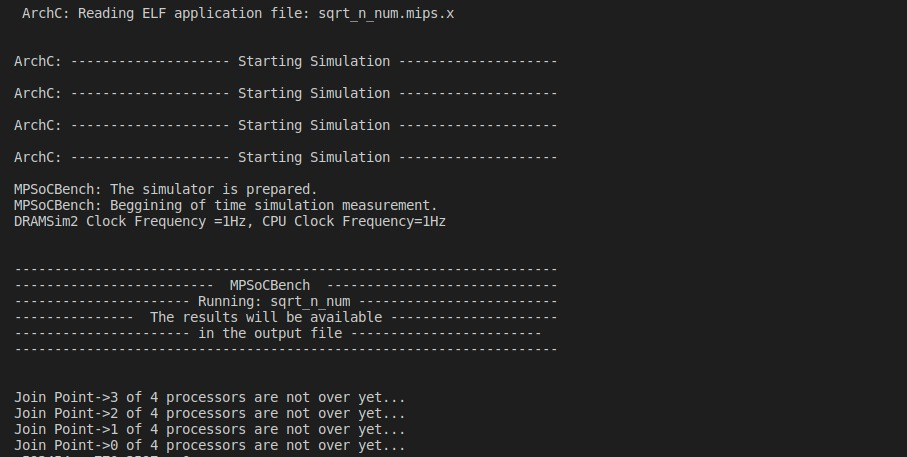 ArchC: Reading ELF application file: sqrt_n_num.mips.x
ArchC: -------------------- Starting Simulation --------------------
ArchC: -------------------- Starting Simulation --------------------
ArchC: -------------------- Starting Simulation --------------------
ArchC: -------------------- Starting Simulation --------------------
MPSoCBench: The simulator is prepared.
MPSoCBench: Beggining of time simulation measurement.
DRAMSim2 Clock Frequency =1Hz, CPU Clock Frequency=1Hz
--------------------------------------------------------------------
-------------------------  MPSoCBench  -----------------------------
---------------------- Running: sqrt_n_num -------------------------
---------------  The results will be available ---------------------
---------------------- in the output file ------------------------
--------------------------------------------------------------------
Join Point->3 of 4 processors are not over yet...
Join Point->2 of 4 processors are not over yet...
Join Point->1 of 4 processors are not over yet...
Join Point->0 of 4 processors are not over yet...